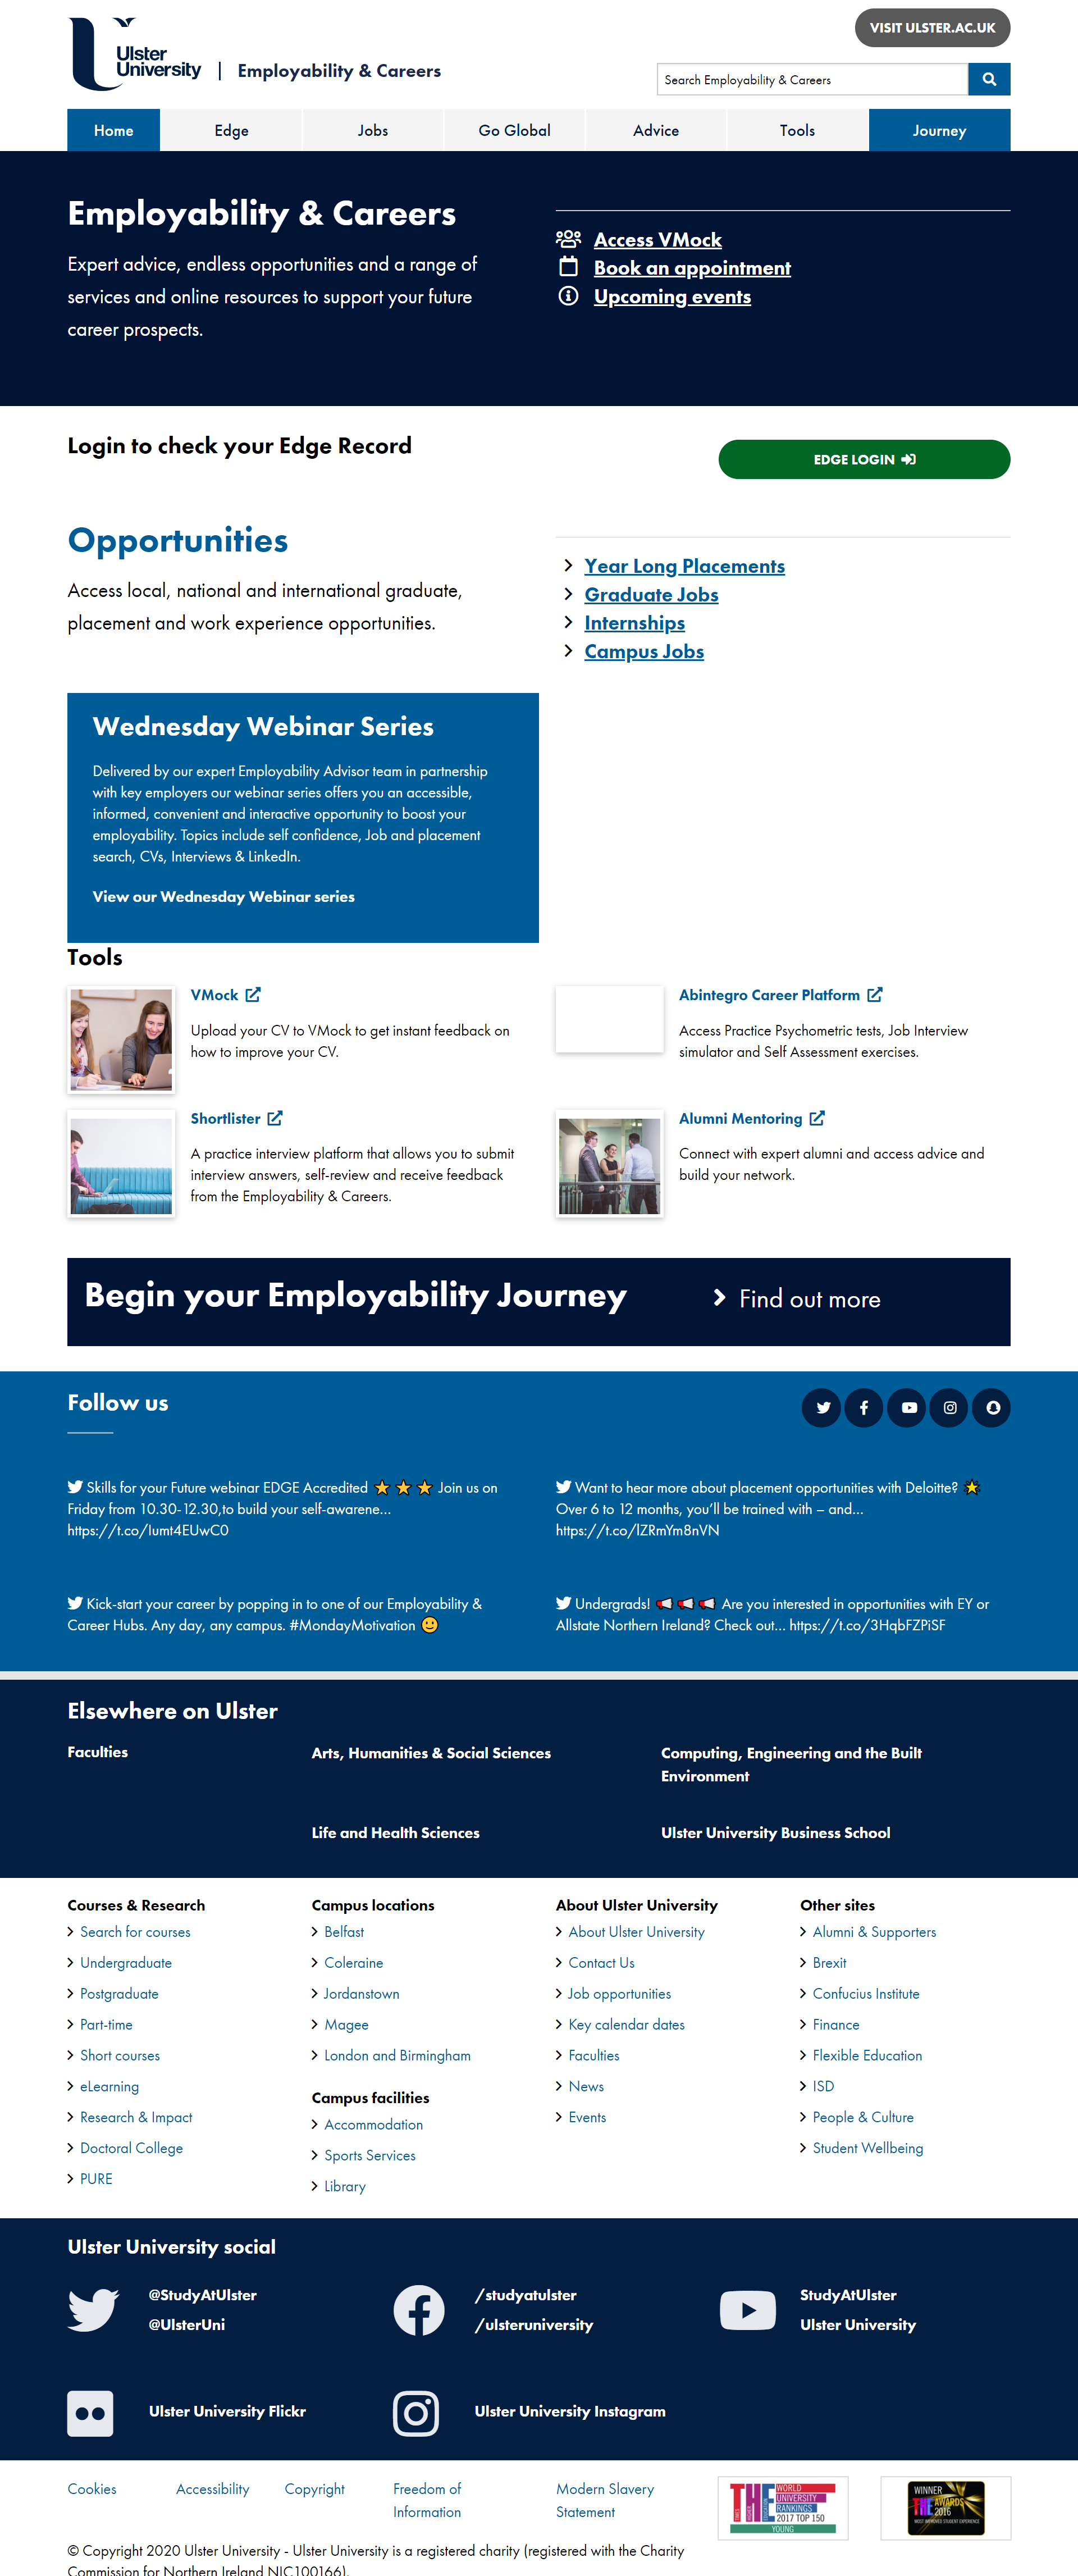 VISIT ULSTER.AC.UK
Ulster
University
Employability & Careers
Search Employability & Careers
Home
Edge
Jobs
Go Global
Advice
Tools
Journey
Employability & Careers
Expert advice, endless opportunities and a range of
services and online resources to support your future
career prospects.
Access VMock
Book an appointment
Upcoming events
Login to check your Edge Record
EDGE LOGIN
Opportunities
Access local, national and international graduate,
placement and work experience opportunities.
Year Long Placements
Graduate Jobs
Internships
Campus Jobs
Wednesday Webinar Series
Delivered by our expert Employability Advisor team in partnership
with key employers our webinar series offers you an accessible,
informed, convenient and interactive opportunity to boost your
employability. Topics include self confidence, Job and placement
search, CVs, Interviews & LinkedIn.
View our Wednesday Webinar series
Tools
VMock
Upload your CV to VMock to get instant feedback on
how to improve your CV.
Abintegro Career Platform
Access Practice Psychometric tests, Job Interview
simulator and Self Assessment exercises.
Shortlister
A practice interview platform that allows you to submit
interview answers, self-review and receive feedback
from the Employability & Careers.
Alumni Mentoring
Connect with expert alumni and access advice and
build your network.
Begin your Employability Journey
Find out more
Follow us
Skills for your Future webinar EDGE Accredited ⭐ ⭐ ⭐ Join us on
Friday from 10.30-12.30,to build your self-awarene…
https://t.co/Iumt4EUwC0
Want to hear more about placement opportunities with Deloitte? 🌟
Over 6 to 12 months, you’ll be trained with – and…
https://t.co/lZRmYm8nVN
Kick-start your career by popping in to one of our Employability &
Career Hubs. Any day, any campus. #MondayMotivation 🙂
Undergrads! 📢 📢 📢 Are you interested in opportunities with EY or
Allstate Northern Ireland? Check out… https://t.co/3HqbFZPiSF
Elsewhere on Ulster
Faculties
Arts, Humanities & Social Sciences
Computing, Engineering and the Built
Environment
Life and Health Sciences
Ulster University Business School
Courses & Research
Search for courses
Undergraduate
Postgraduate
Part-time
Short courses
eLearning
Research & Impact
Doctoral College
PURE
Campus locations
Belfast
Coleraine
Jordanstown
Magee
London and Birmingham
Campus facilities
Accommodation
Sports Services
Library
About Ulster University
About Ulster University
Contact Us
Job opportunities
Key calendar dates
Faculties
News
Events
Other sites
Alumni & Supporters
Brexit
Confucius Institute
Finance
Flexible Education
ISD
People & Culture
Student Wellbeing
Ulster University social
@StudyAtUlster
@UlsterUni
/studyatulster
/ulsteruniversity
StudyAtUlster
Ulster University
Ulster University Flickr
Ulster University Instagram
Cookies
Accessibility
Copyright
Freedom of
Information
Modern Slavery
Statement
THE
WORLD
UNIVERSITY
RANKINGS
2017 TOP 150
YOUNG
WINNER
THE AWARDS
2016
MOST IMPROVED STUDENT EXPERIENCE
© Copyright 2020 Ulster University - Ulster University is a registered charity (registered with the Charity
Commission for Northern Ireland NIC100166).